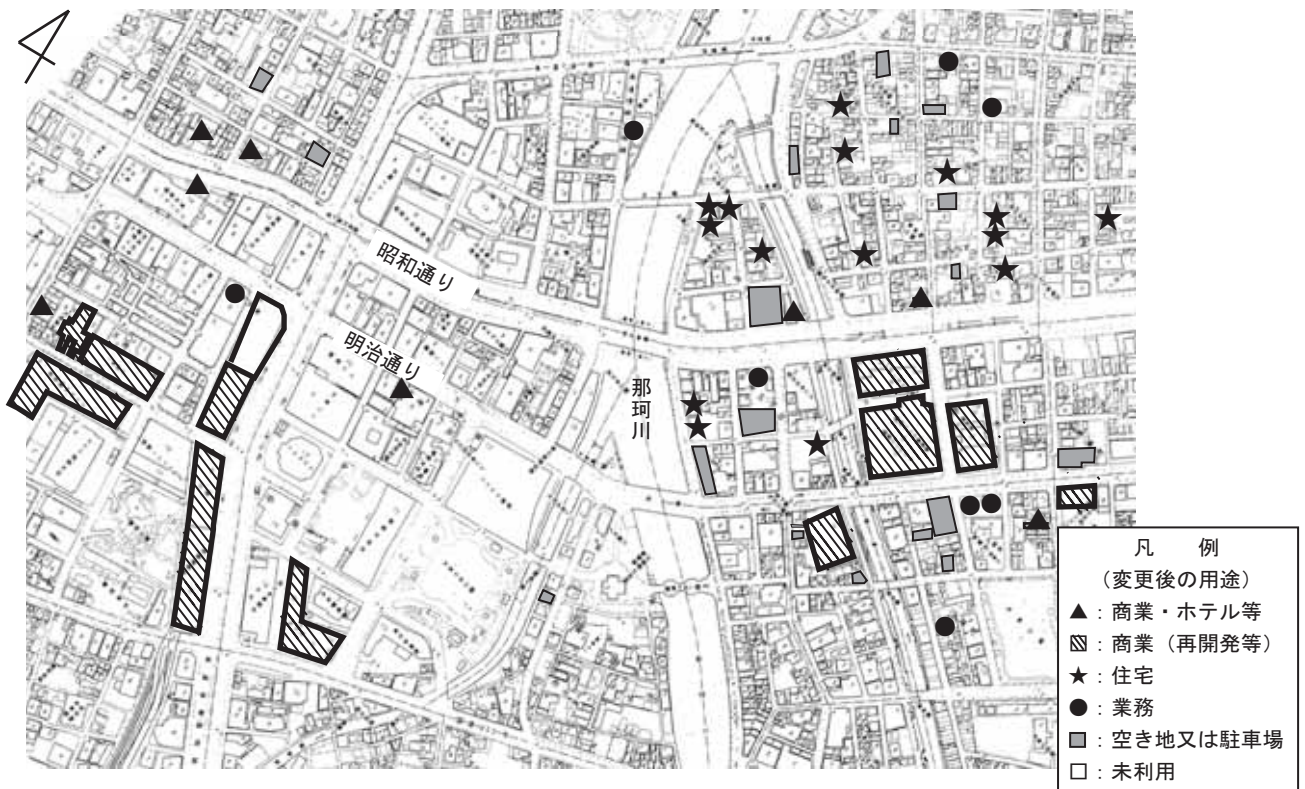 昭和通り
明治通り
那珂川
凡 例
(変更後の用途)
▲：商業・ホテル等
▨：商業（再開発等）
★：住宅
●：業務
■：空き地又は駐車場
□：未利用